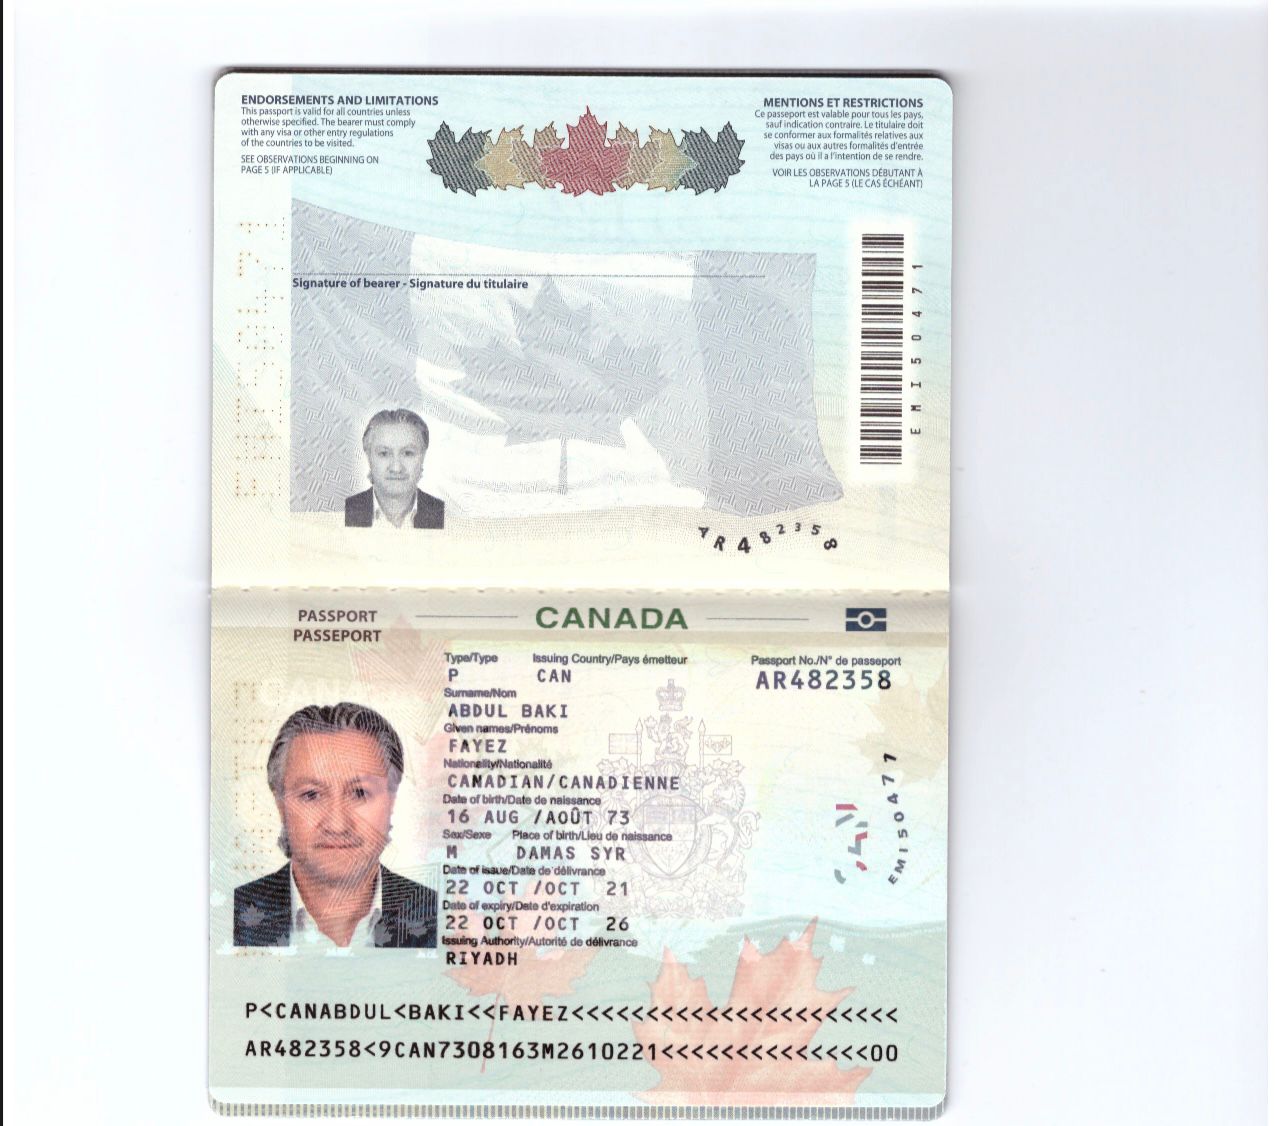 ENDORSEMENTS AND LIMITATIONS
This passport is valid for all countries unless
otherwise specified. The bearer must comply
with any visa or other entry regulations
of the countries to be visited.
SEE OBSERVATIONS BEGINNING ON
PAGE 5 (IF APPLICABLE)
MENTIONS ET RESTRICTIONS
Ce passeport est valable pour tous les pays,
sauf indication contraire. Le titulaire doit
se conformer aux formalités relatives aux
visas ou aux autres formalités d'entrée
des pays où il a l'intention de se rendre.
VOIR LES OBSERVATIONS DÉBUTANT À
LA PAGE 5 (LE CAS ÉCHÉANT)
Signature of bearer - Signature du titulaire
EMI50471
AR482358
PASSPORT
PASSEPORT
CANADA
Type/Type Issuing Country/Pays émetteur Passport No./N° de passeport
P CAN AR482358
Surname/Nom
ABDUL BAKI
Given names/Prénoms
FAYEZ
Nationality/Nationalité
CANADIAN/CANADIENNE
Date of birth/Date de naissance
16 AUG /AOÛT 73
Sex/Sexe Place of birth/Lieu de naissance
M DAMAS SYR
Date of issue/Date de délivrance
22 OCT /OCT 21
Date of expiry/Date d'expiration
22 OCT /OCT 26
Issuing Authority/Autorité de délivrance
RIYADH
CAN
P<CANABDUL<BAKI<<FAYEZ<<<<<<<<<<<<<<<<<<<<<<
AR482358<9CAN7308163M2610221<<<<<<<<<<<<<<00